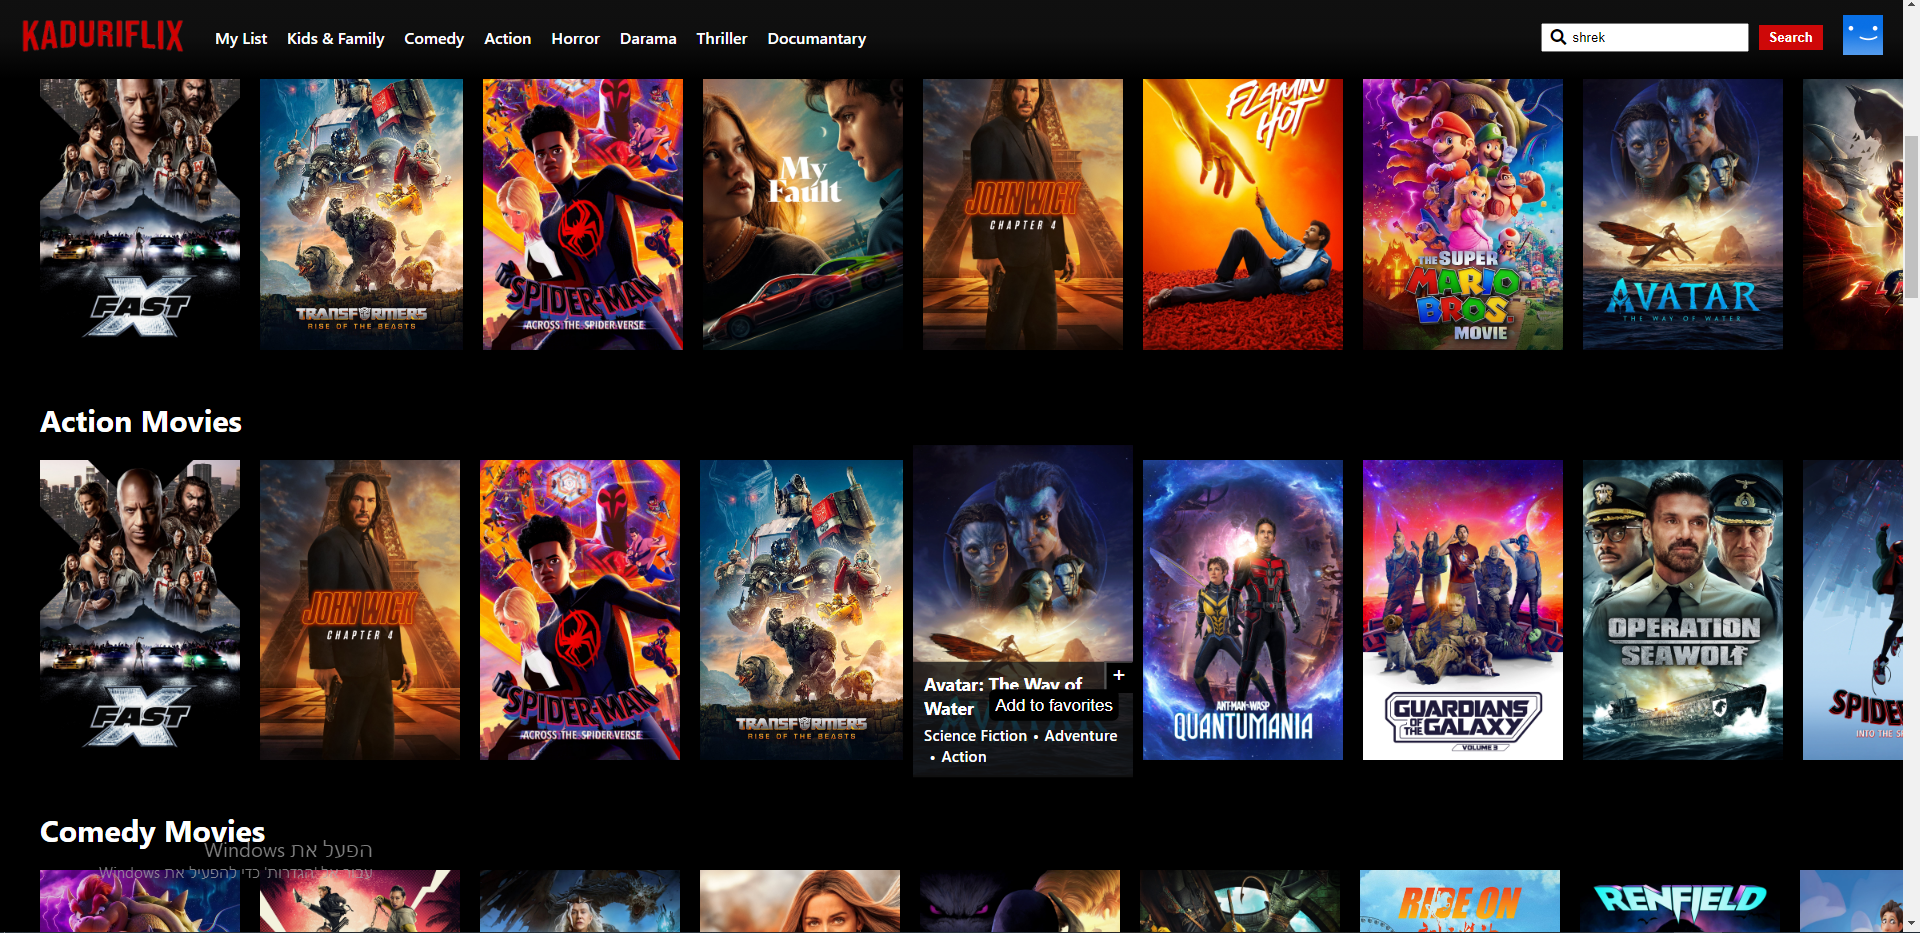 KADURIFLIX
My List Kids & Family Comedy Action Horror Darama Thriller Documantary
shrek
Search
FAST X
TRANSFORMERS
RISE OF THE BEASTS
SPIDER-MAN
ACROSS THE SPIDER-VERSE
My
Fault
JOHN WICK
CHAPTER 4
FLAMIN'
HOT
THE SUPER
MARIO
BROS.
MOVIE
AVATAR
THE WAY OF WATER
Action Movies
FAST X
JOHN WICK
CHAPTER 4
SPIDER-MAN
ACROSS THE SPIDER-VERSE
TRANSFORMERS
RISE OF THE BEASTS
+
Avatar: The Way of
Water
Add to favorites
Science Fiction • Adventure
• Action
ANT-MAN AND THE WASP
QUANTUMANIA
GUARDIANS
OF THE GALAXY
VOLUME 3
OPERATION
SEAWOLF
SPIDE
INTO THE S
Comedy Movies
הפעל את Windows
עבור אל 'הגדרות' כדי להפעיל את Windows
RIDE ON
RENFIELD